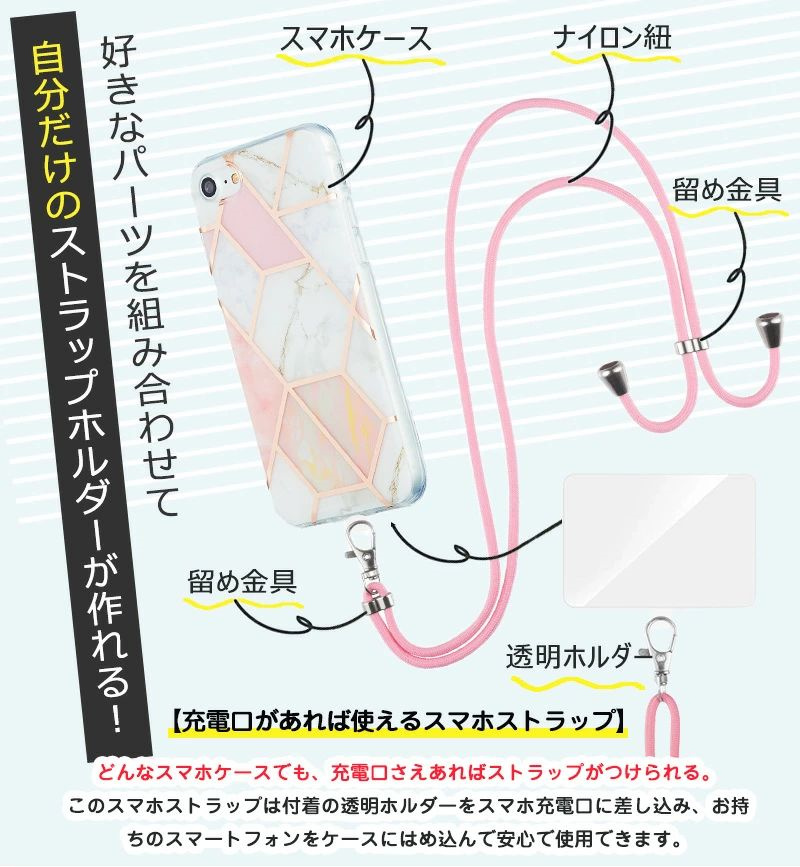 好きなパーツを組み合わせて
自分だけのストラップホルダーが作れる!
スマホケース
ナイロン紐
留め金具
留め金具
透明ホルダー
【充電口があれば使えるスマホストラップ】
どんなスマホケースでも、充電口さえあればストラップがつけられる。
このスマホストラップは付着の透明ホルダーをスマホ充電口に差し込み、お持
ちのスマートフォンをケースにはめ込んで安心で使用できます。